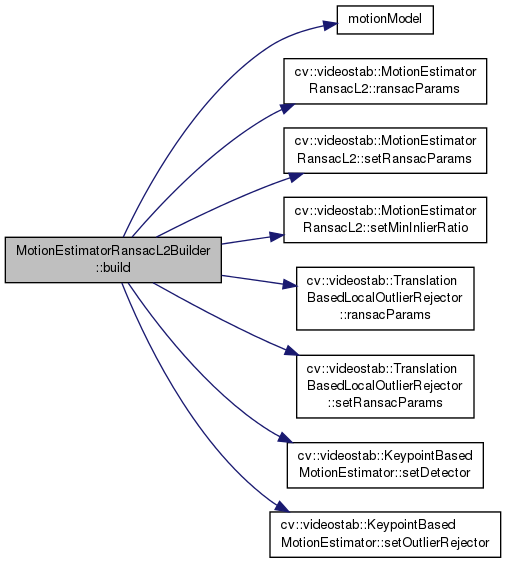 motionModel
cv::videostab::MotionEstimator
RansacL2::ransacParams
cv::videostab::MotionEstimator
RansacL2::setRansacParams
cv::videostab::MotionEstimator
RansacL2::setMinInlierRatio
MotionEstimatorRansacL2Builder
::build
cv::videostab::Translation
BasedLocalOutlierRejector
::ransacParams
cv::videostab::Translation
BasedLocalOutlierRejector
::setRansacParams
cv::videostab::KeypointBased
MotionEstimator::setDetector
cv::videostab::KeypointBased
MotionEstimator::setOutlierRejector